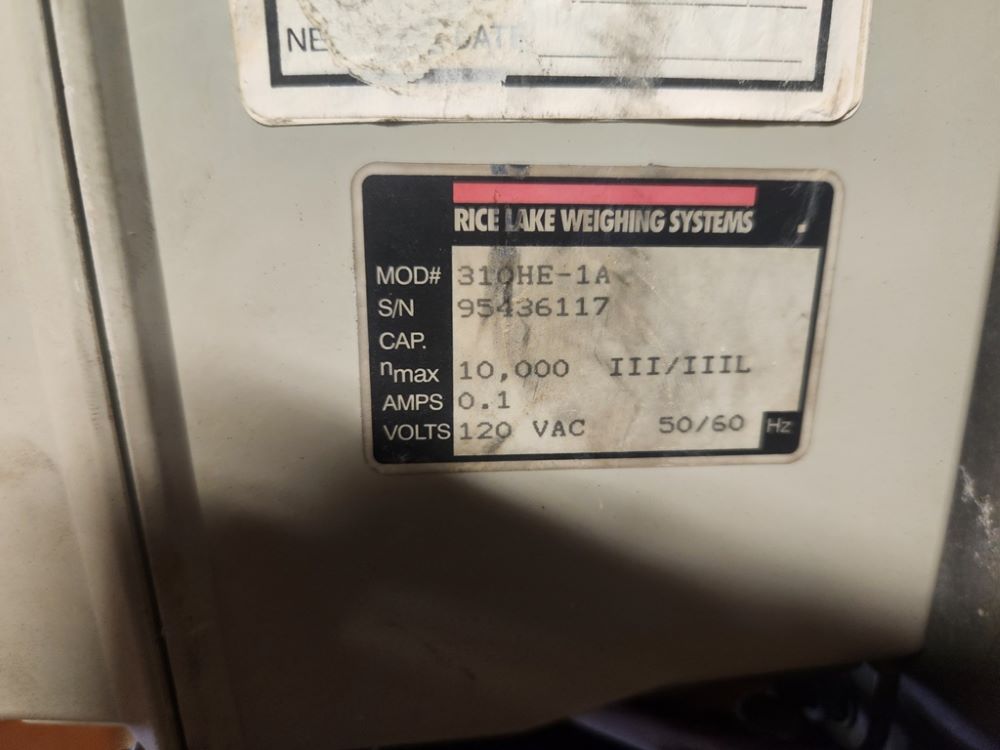 NE DATE
RICE LAKE WEIGHING SYSTEMS
MOD# 310HE-1A
S/N 95436117
CAP.
nmax 10,000 III/IIIL
AMPS 0.1
VOLTS 120 VAC 50/60 Hz